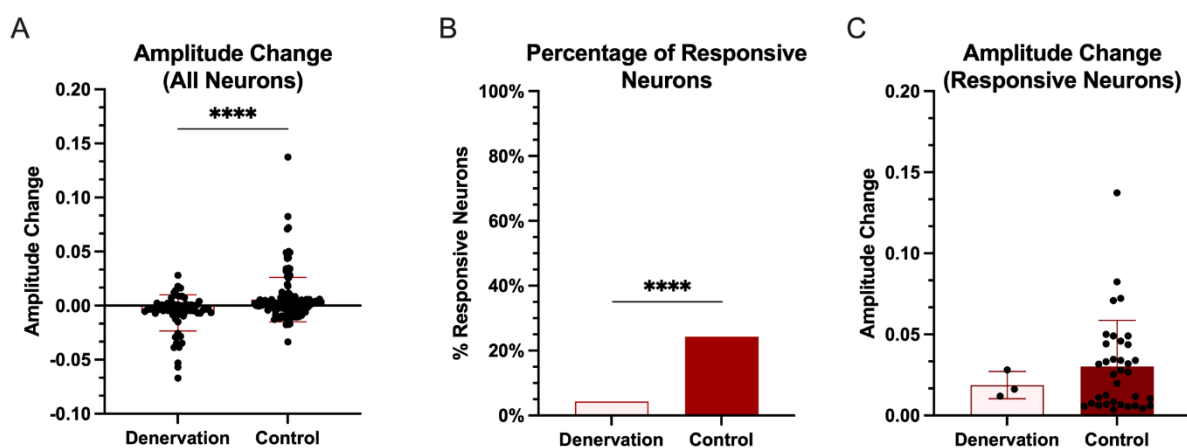 A
Amplitude Change
(All Neurons)
****
0.20
0.15
0.10
0.05
0.00
-0.05
-0.10
Amplitude Change
Denervation
Control
B
Percentage of Responsive
Neurons
****
100%
80%
60%
40%
20%
0%
% Responsive Neurons
Denervation
Control
C
Amplitude Change
(Responsive Neurons)
0.20
0.15
0.10
0.05
0.00
Amplitude Change
Denervation
Control